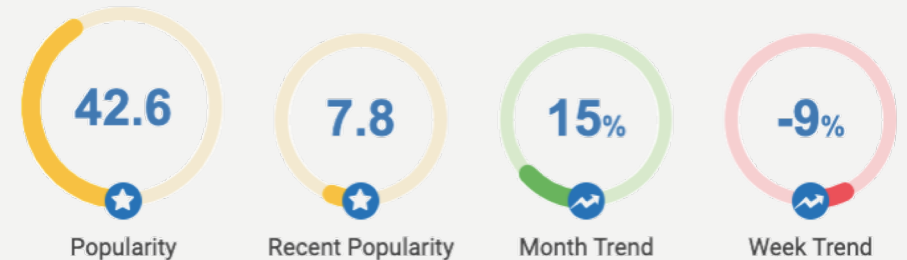 42.6
7.8
15%
-9%
Popularity
Recent Popularity
Month Trend
Week Trend